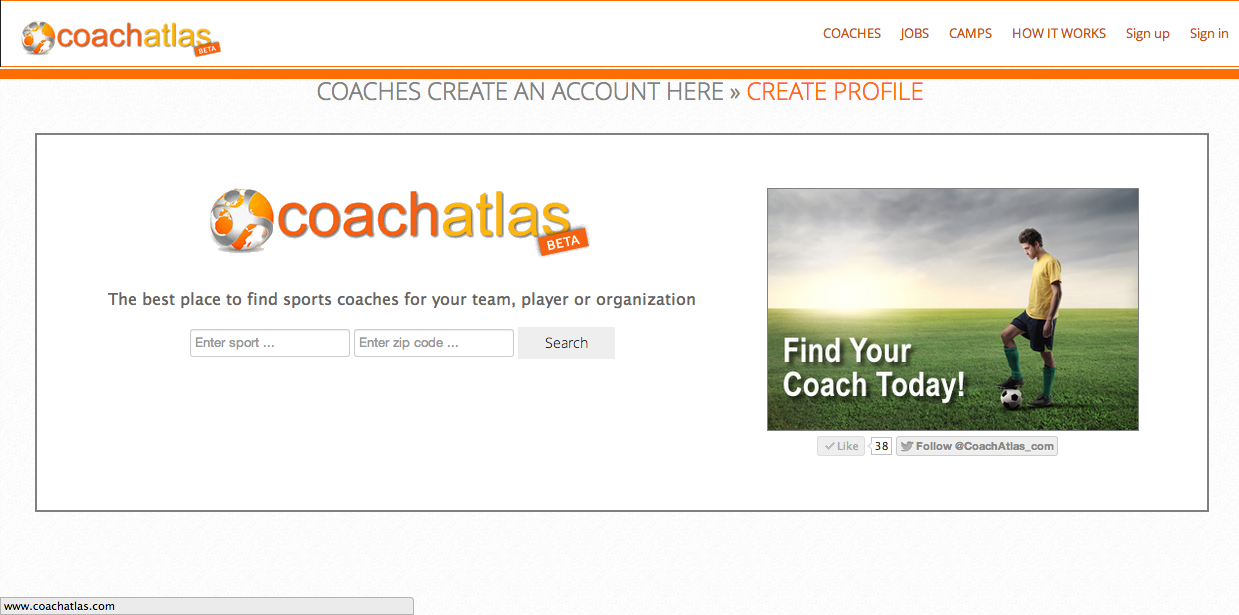 coachatlas BETA
COACHES JOBS CAMPS HOW IT WORKS Sign up Sign in
COACHES CREATE AN ACCOUNT HERE » CREATE PROFILE
coachatlas
BETA
The best place to find sports coaches for your team, player or organization
Enter sport ... Enter zip code ... Search
Find Your
Coach Today!
Like 38 Follow @CoachAtlas_com
www.coachatlas.com